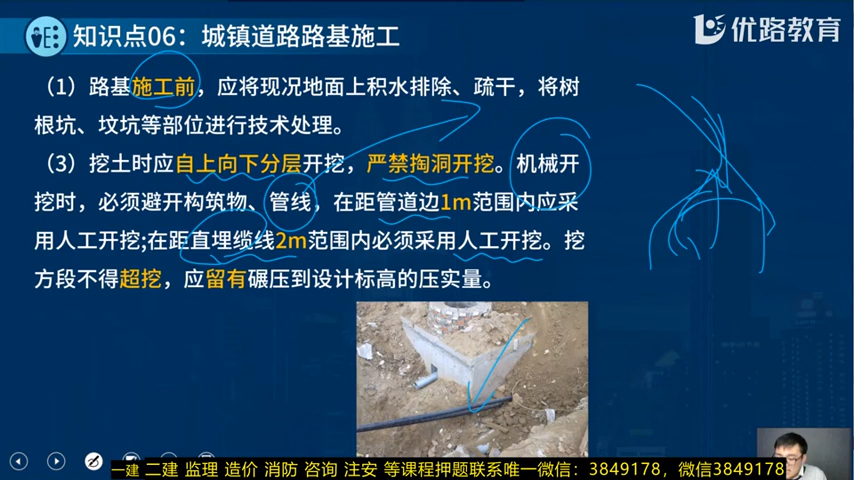 知识点06：城镇道路路基施工
优路教育
（1）路基施工前，应将现况地面上积水排除、疏干，将树
根坑、坟坑等部位进行技术处理。
（3）挖土时应自上向下分层开挖，严禁掏洞开挖。机械开
挖时，必须避开构筑物、管线，在距管道边1m范围内应采
用人工开挖;在距直埋缆线2m范围内必须采用人工开挖。挖
方段不得超挖，应留有碾压到设计标高的压实量。
一建 二建 监理 造价 消防 咨询 注安 等课程押题联系唯一微信：3849178，微信3849178